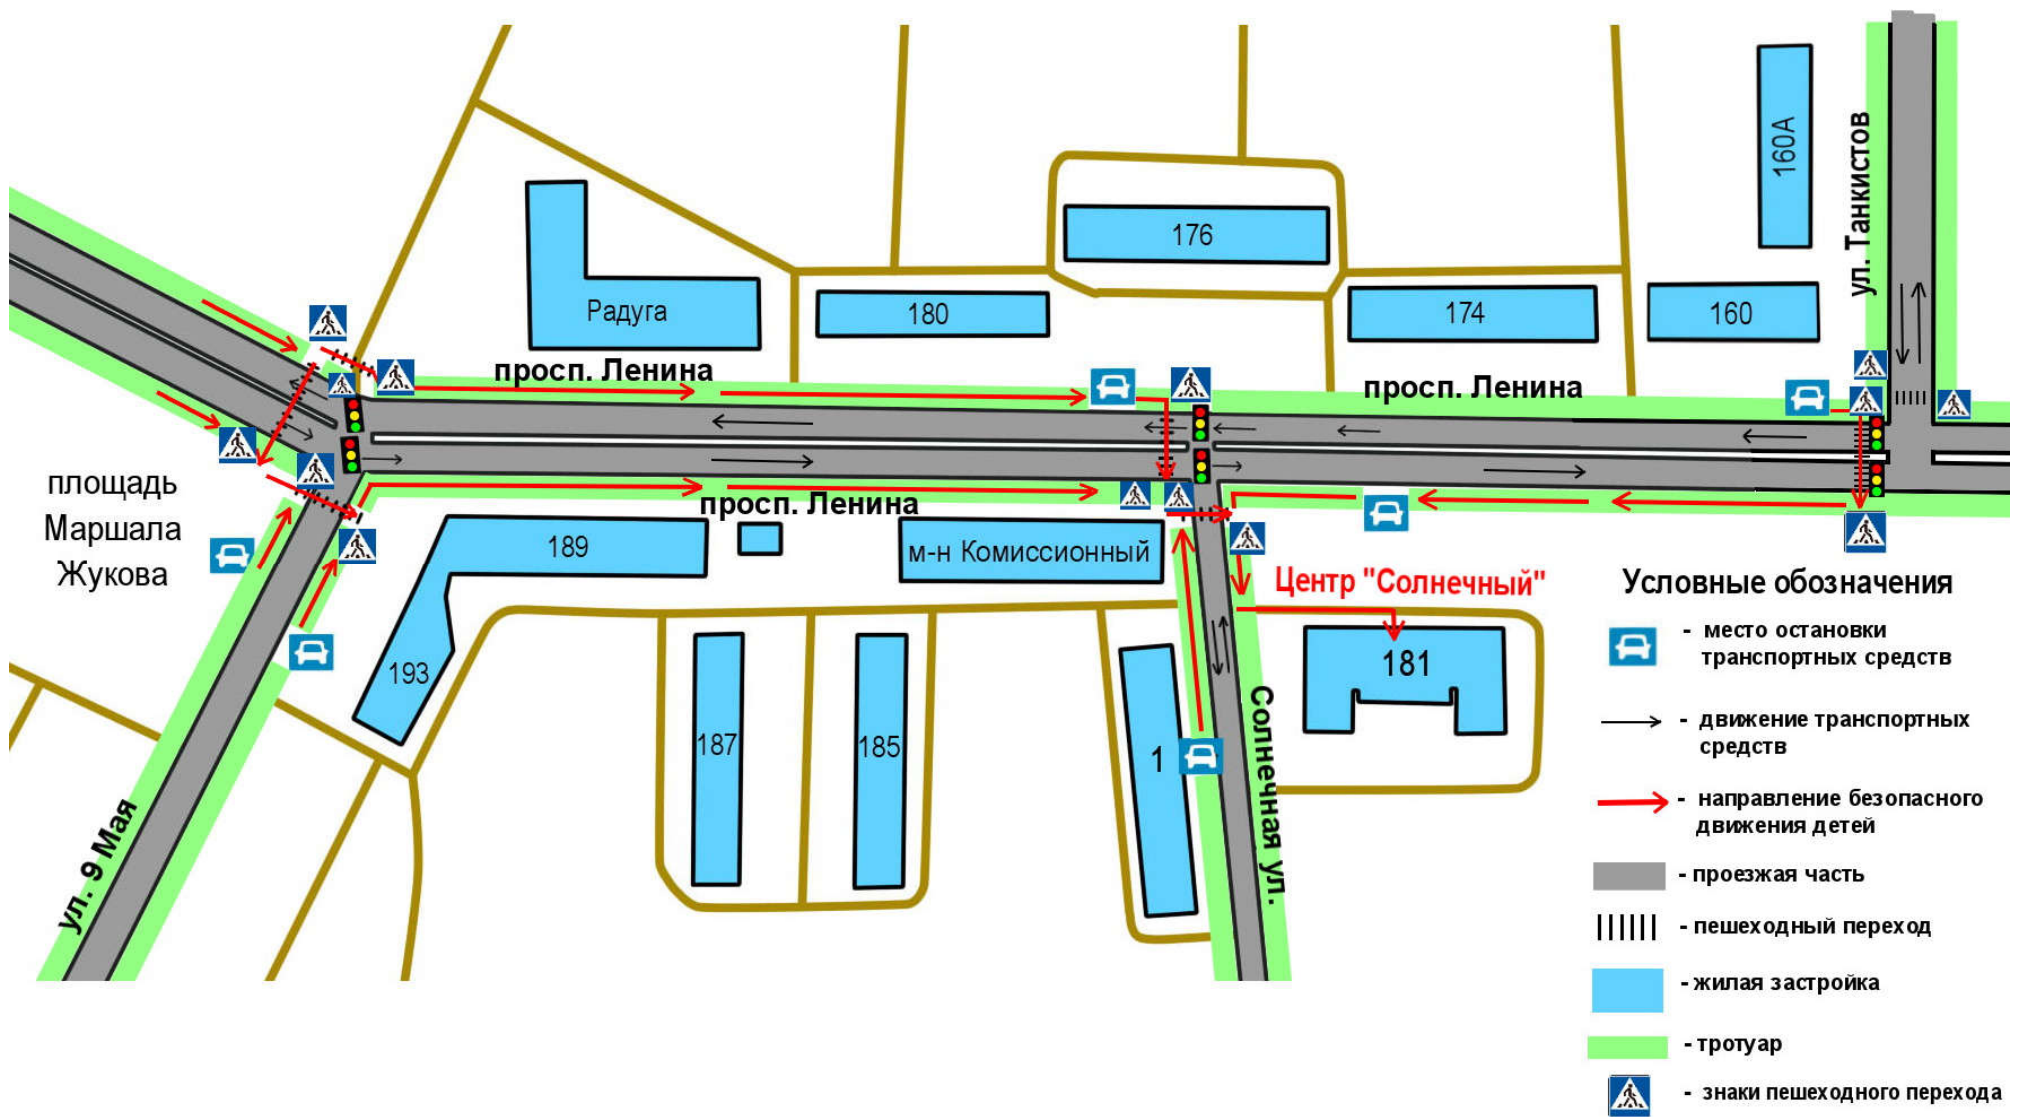 160А
ул. Танкистов
176
Радуга
180
174
160
просп. Ленина
просп. Ленина
площадь
Маршала
Жукова
просп. Ленина
189
м-н Комиссионный
Центр "Солнечный"
193
187
185
1
181
Солнечная ул.
ул. 9 Мая
Условные обозначения
- место остановки
транспортных средств
- движение транспортных
средств
- направление безопасного
движения детей
- проезжая часть
- пешеходный переход
- жилая застройка
- тротуар
- знаки пешеходного перехода